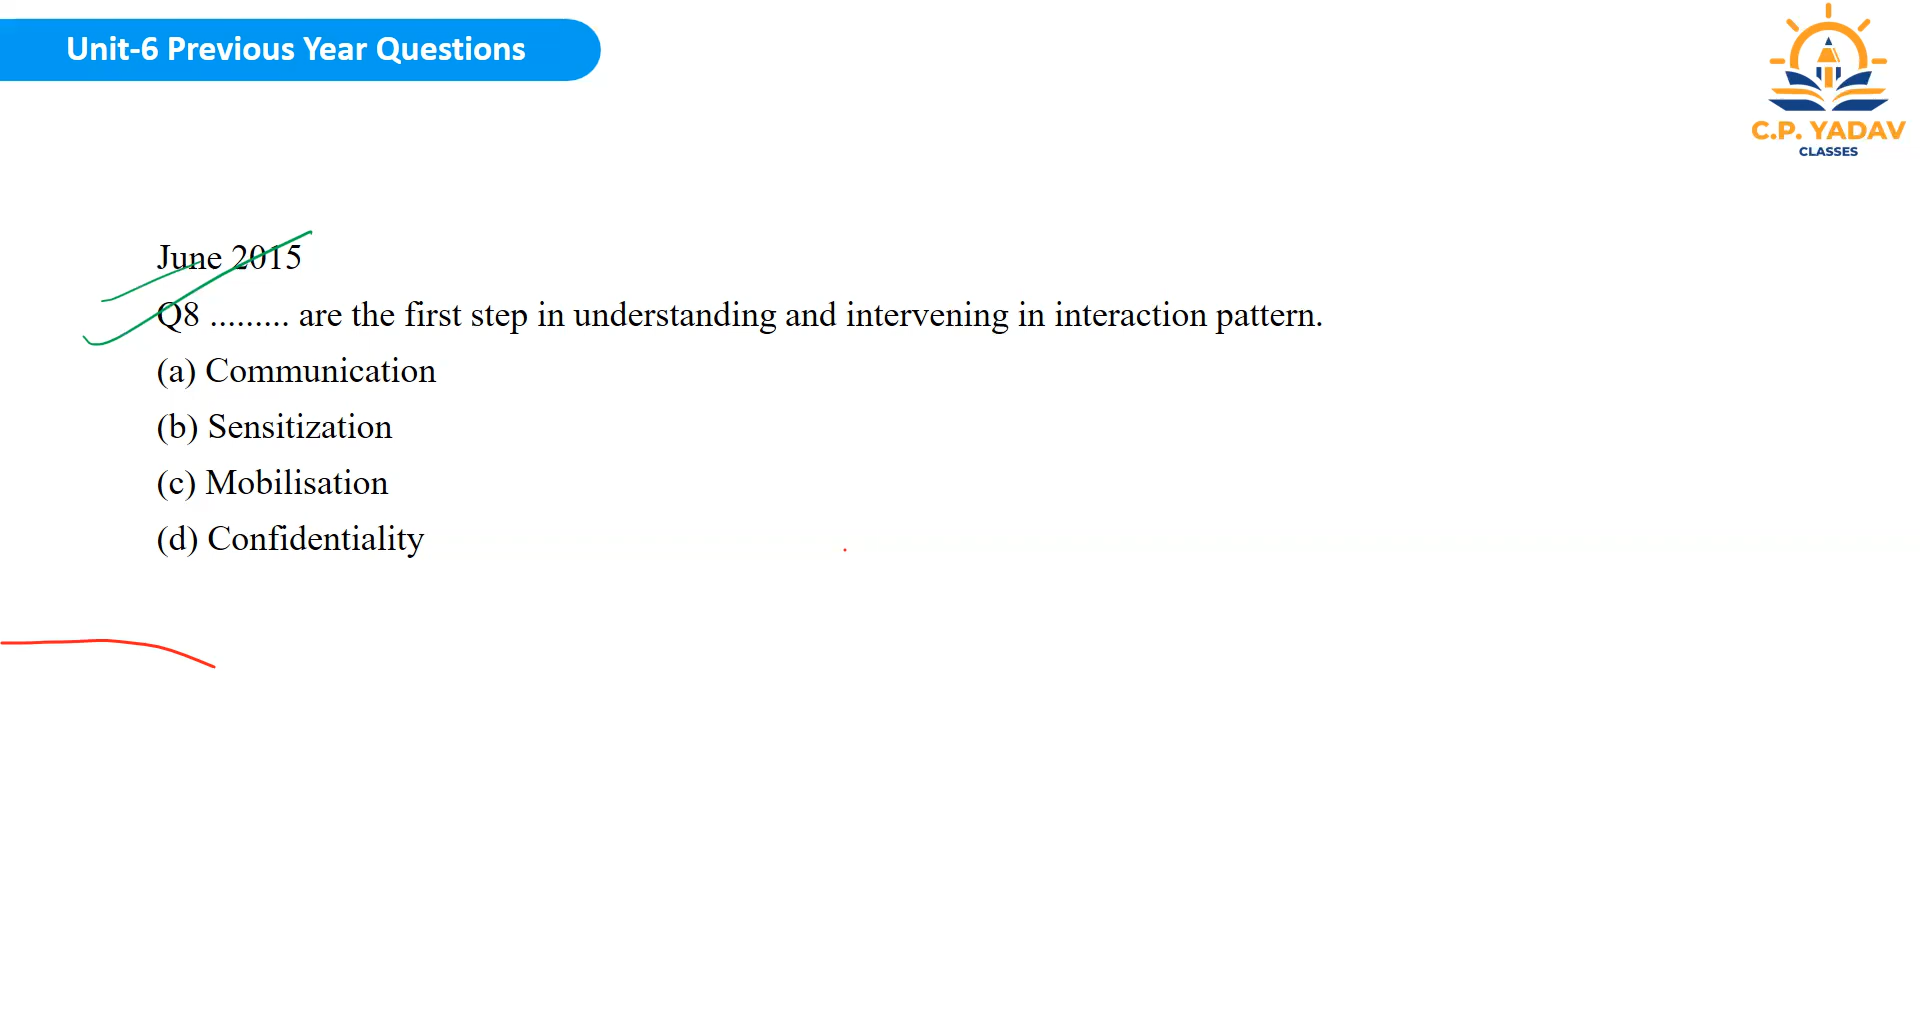 Unit-6 Previous Year Questions
C.P. YADAV
CLASSES
June 2015
Q8 ......... are the first step in understanding and intervening in interaction pattern.
(a) Communication
(b) Sensitization
(c) Mobilisation
(d) Confidentiality